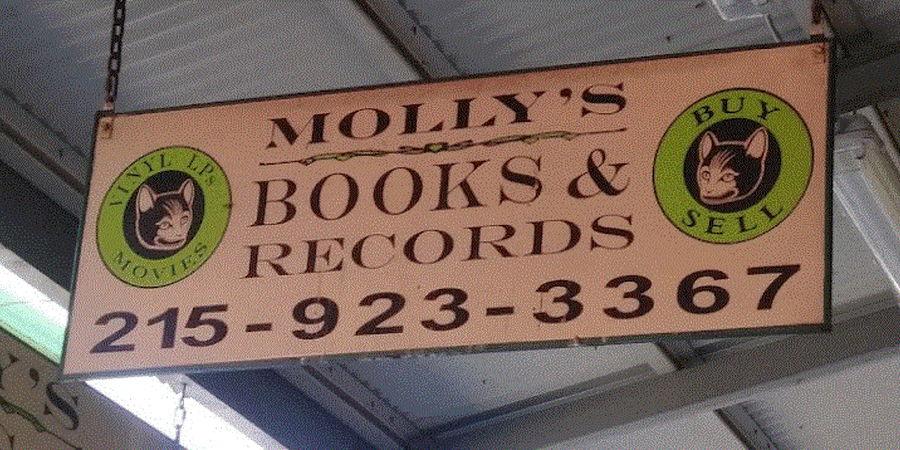 MOLLY'S
BOOKS &
RECORDS
VINYL LPs
MOVIES
BUY
SELL
215-923-3367